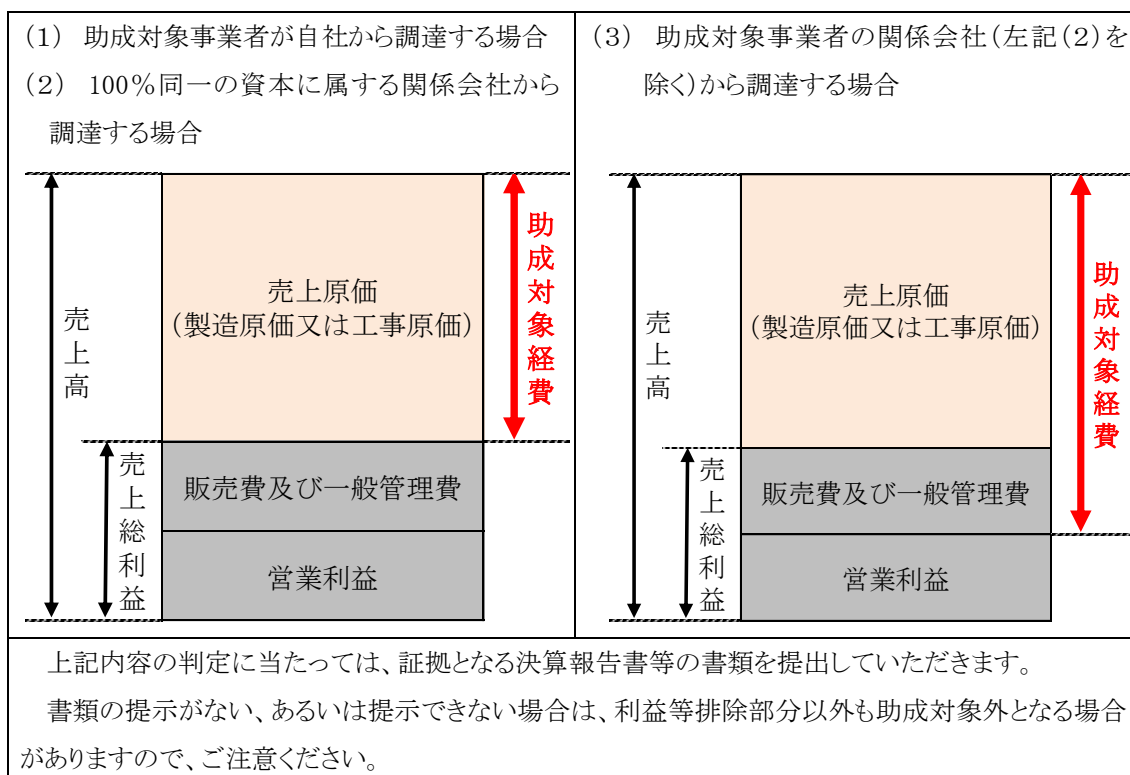 (1) 助成対象事業者が自社から調達する場合
(2) 100%同一の資本に属する関係会社から
調達する場合
売上高
売上総利益
売上原価
(製造原価又は工事原価)
販売費及び一般管理費
営業利益
助成対象経費
(3) 助成対象事業者の関係会社(左記(2)を
除く)から調達する場合
売上高
売上総利益
売上原価
(製造原価又は工事原価)
販売費及び一般管理費
営業利益
助成対象経費
上記内容の判定に当たっては、証拠となる決算報告書等の書類を提出していただきます。
書類の提示がない、あるいは提示できない場合は、利益等排除部分以外も助成対象外となる場合
がありますので、ご注意ください。